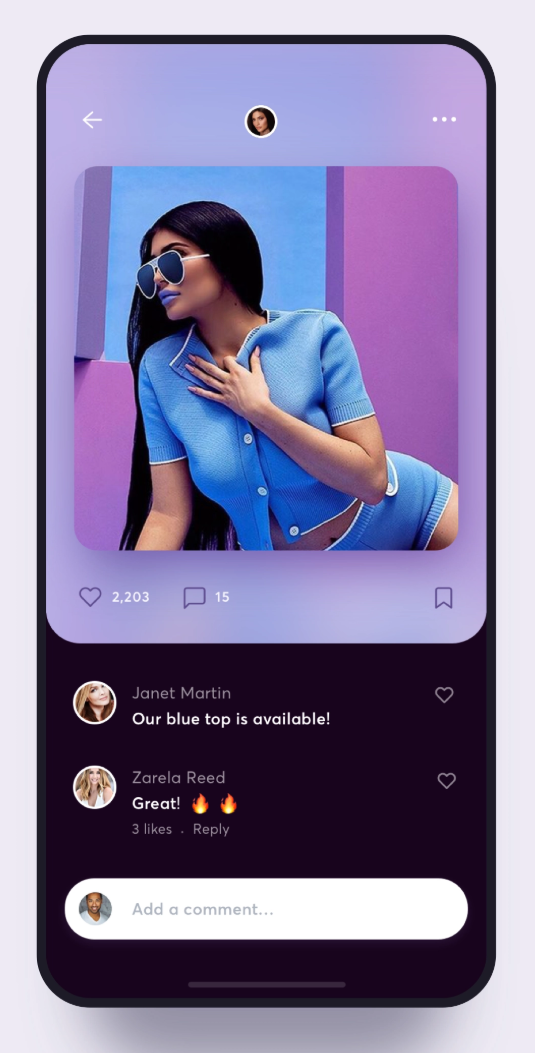 2,203
15
Janet Martin
Our blue top is available!
Zarela Reed
Great! 🔥 🔥
3 likes . Reply
Add a comment...